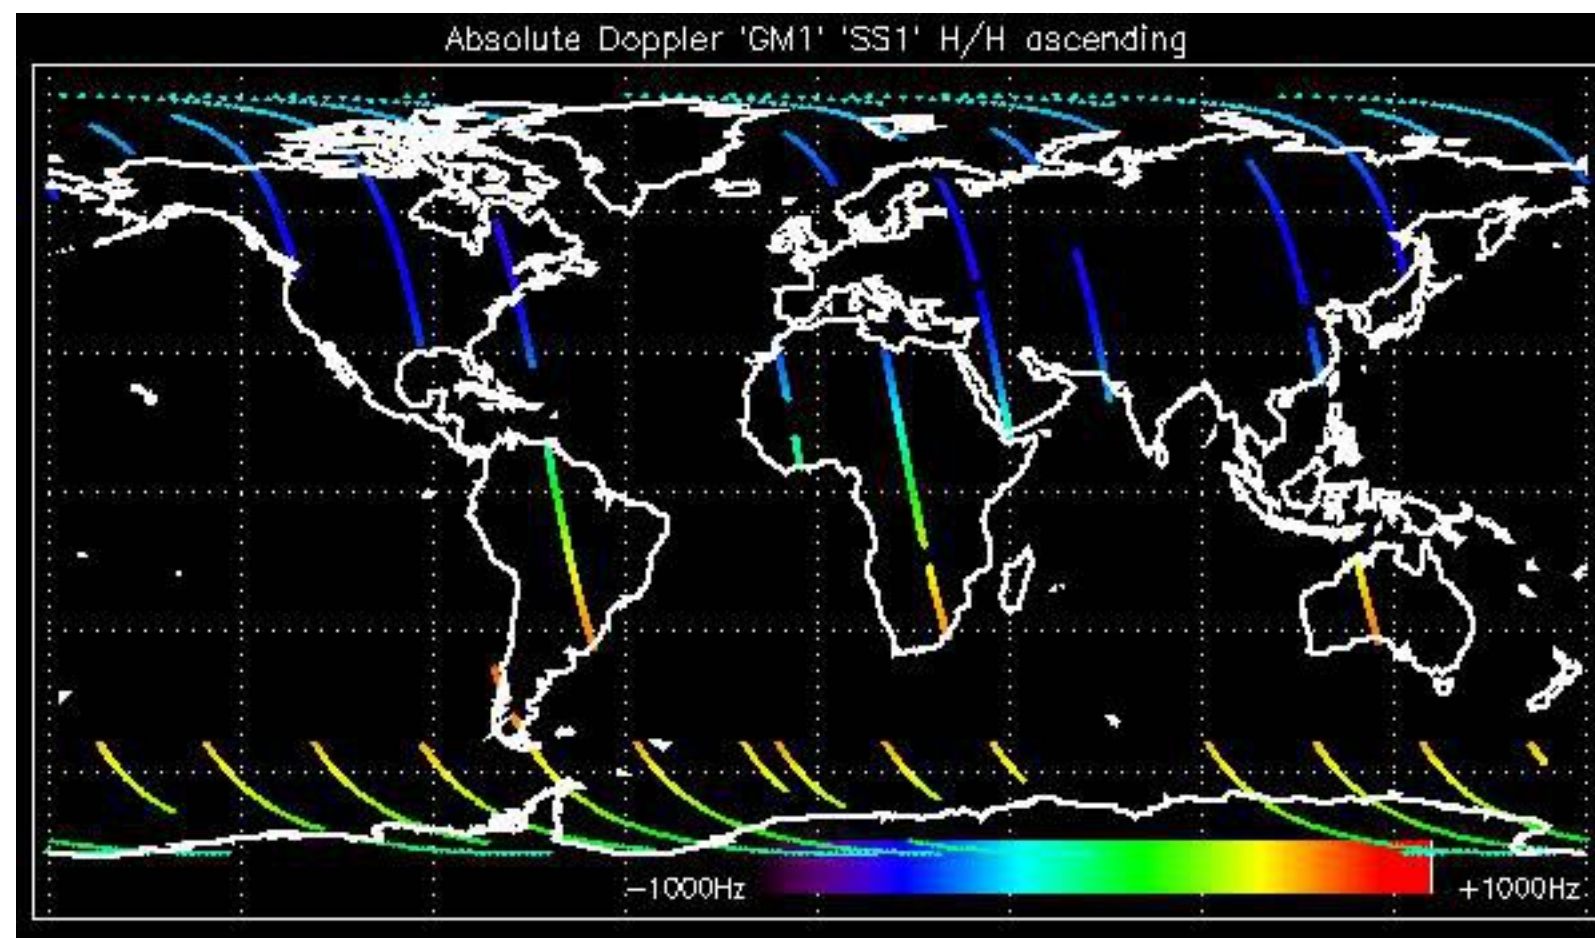 Absolute Doppler 'GM1' 'SS1' H/H ascending
−1000Hz
+1000Hz